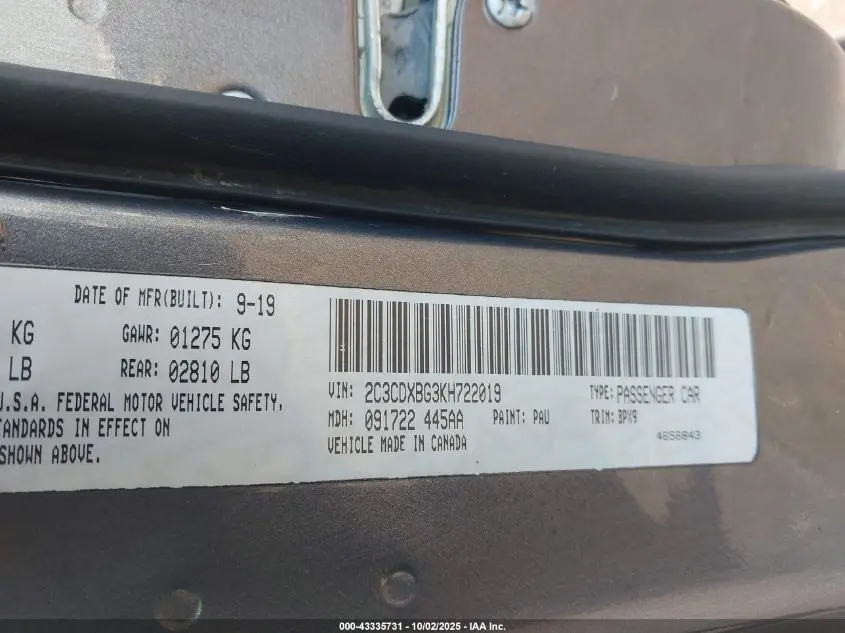 DATE OF MFR(BUILT): 9-19
KG GAWR: 01275 KG
LB REAR: 02810 LB
U.S.A. FEDERAL MOTOR VEHICLE SAFETY,
TANDARDS IN EFFECT ON
SHOWN ABOVE.
VIN: 2C3CDXBG3KH722019 TYPE: PASSENGER CAR
MDH: 091722 445AA PAINT: PAU TRIM: BPX9
VEHICLE MADE IN CANADA 4658843
000-43335731 - 10/02/2025 - IAA Inc.